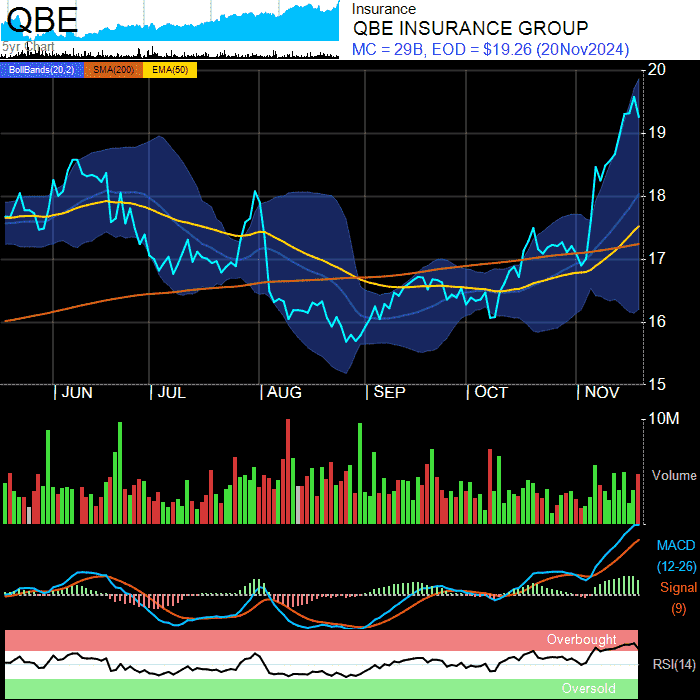 QBE
5yr Chart
Insurance
QBE INSURANCE GROUP
MC = 29B, EOD = $19.26 (20Nov2024)
BollBands(20,2) SMA(200) EMA(50)
20
19
18
17
16
15
JUN JUL AUG SEP OCT NOV
10M
Volume
MACD
(12-26)
Signal
(9)
Overbought
RSI(14)
Oversold